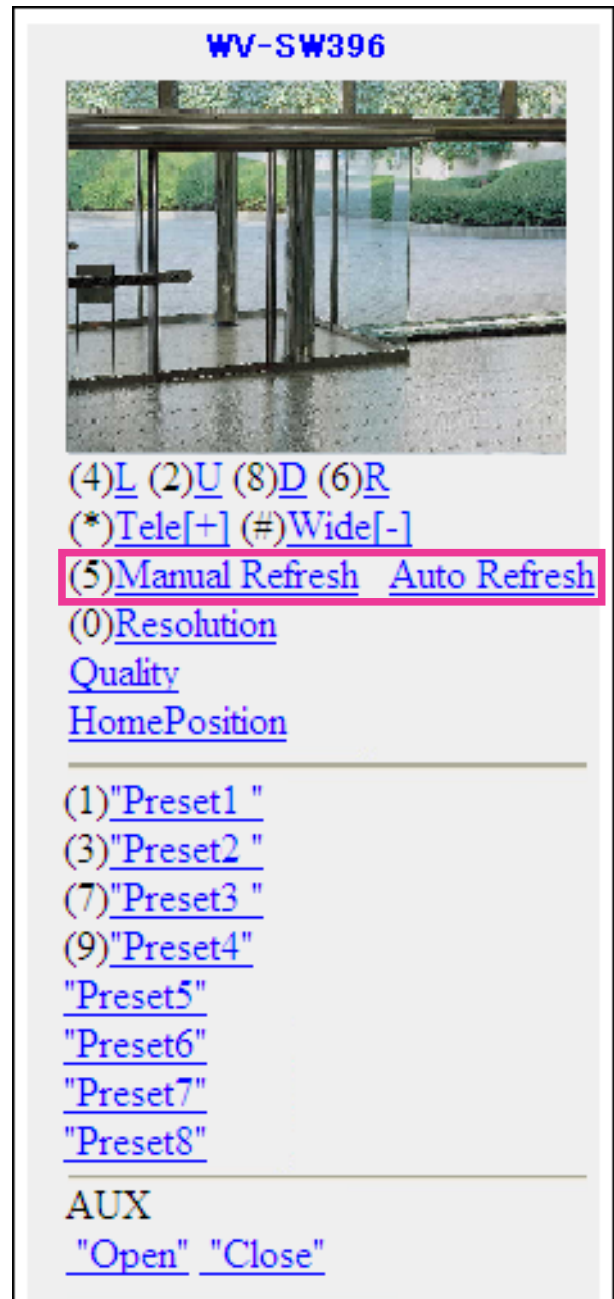 WV-SW396
(4)L (2)U (8)D (6)R
(*)Tele[+] (#)Wide[-]
(5)Manual Refresh Auto Refresh
(0)Resolution
Quality
HomePosition
(1)"Preset1 "
(3)"Preset2 "
(7)"Preset3 "
(9)"Preset4"
"Preset5"
"Preset6"
"Preset7"
"Preset8"
AUX
"Open" "Close"